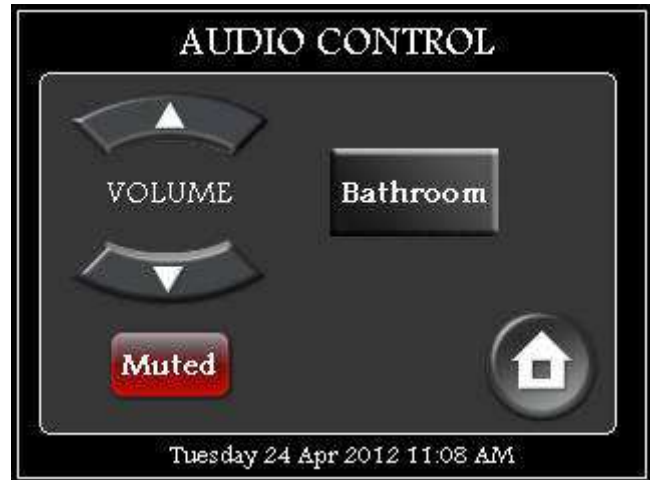 AUDIO CONTROL
VOLUME
Bathroom
Muted
Tuesday 24 Apr 2012 11:08 AM